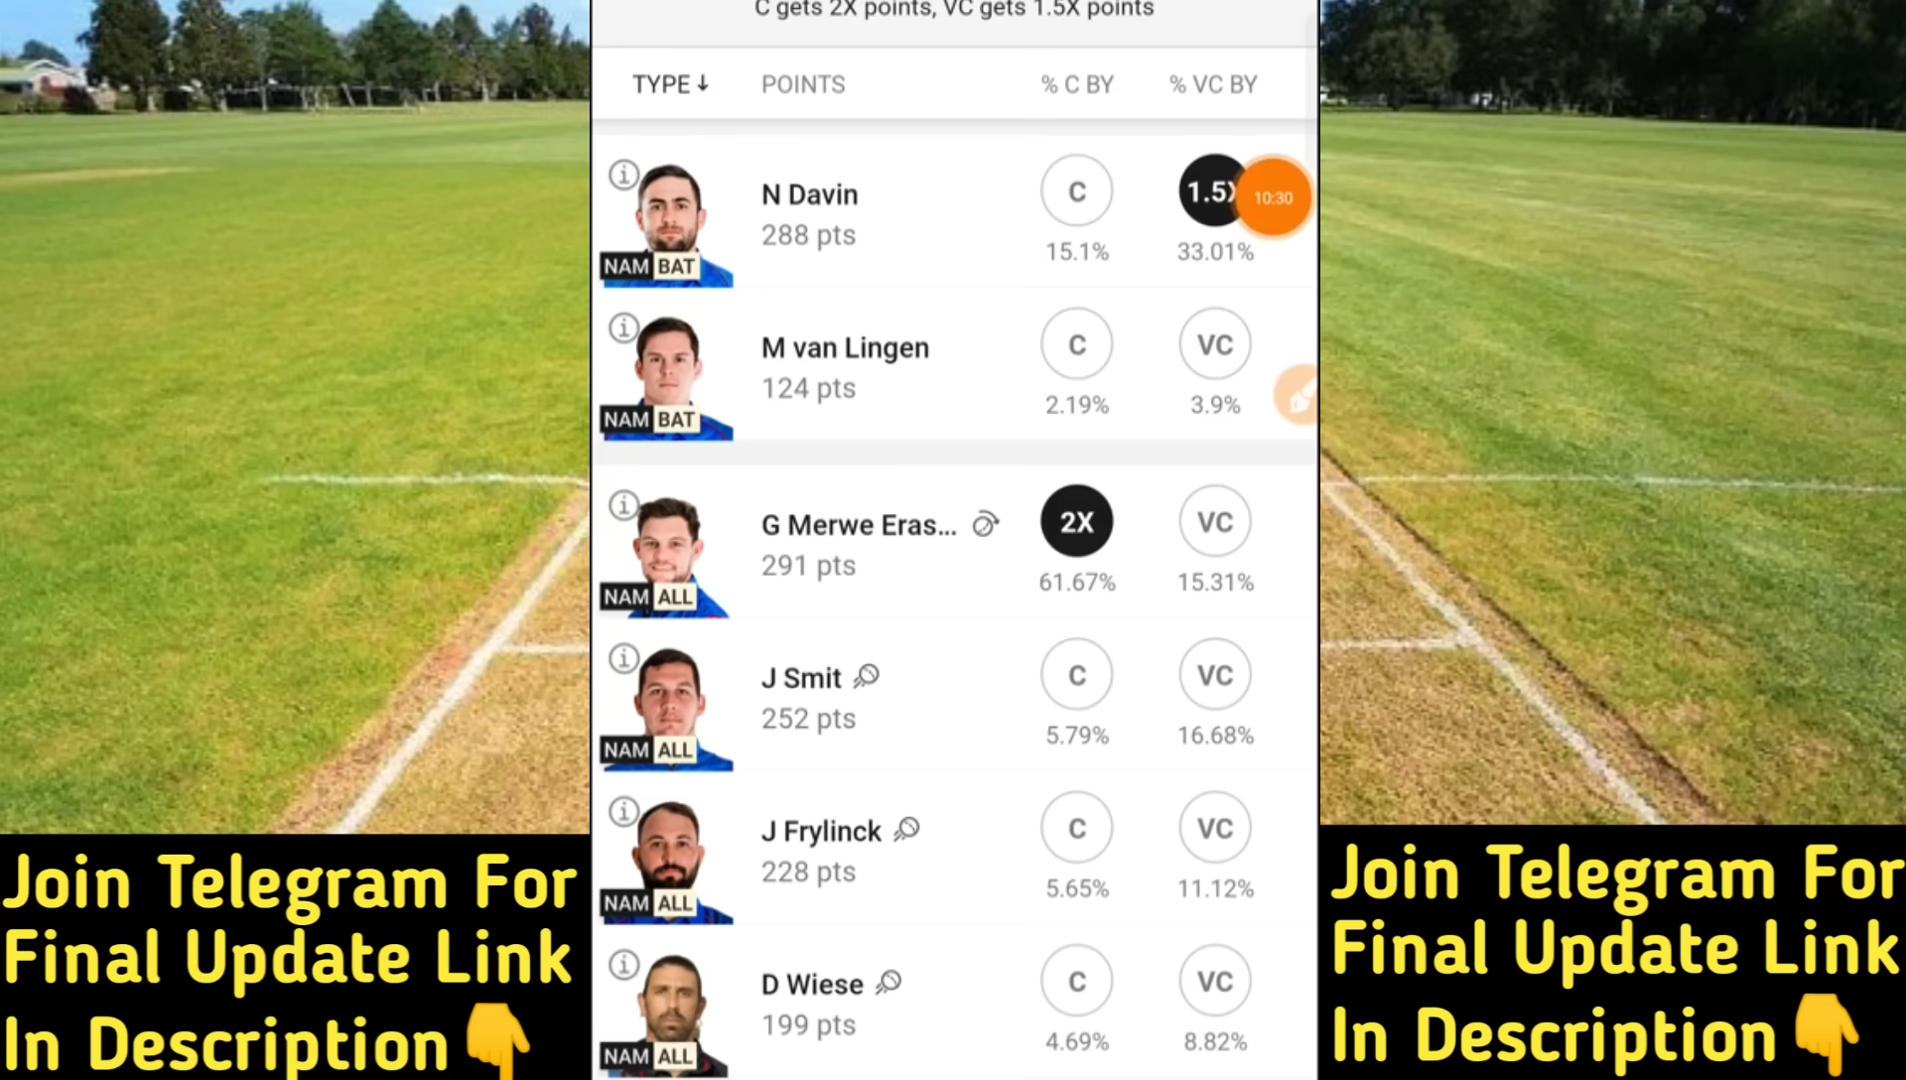 C gets 2X points, VC gets 1.5X points
TYPE↓ POINTS % C BY % VC BY
N Davin
288 pts
C
1.5X
10:30
15.1%
33.01%
NAM BAT
M van Lingen
124 pts
C
VC
2.19%
3.9%
NAM BAT
G Merwe Eras...
291 pts
2X
VC
61.67%
15.31%
NAM ALL
J Smit
252 pts
C
VC
5.79%
16.68%
NAM ALL
J Frylinck
228 pts
C
VC
5.65%
11.12%
NAM ALL
D Wiese
199 pts
C
VC
4.69%
8.82%
NAM ALL
Join Telegram For
Final Update Link
In Description👇
Join Telegram For
Final Update Link
In Description👇